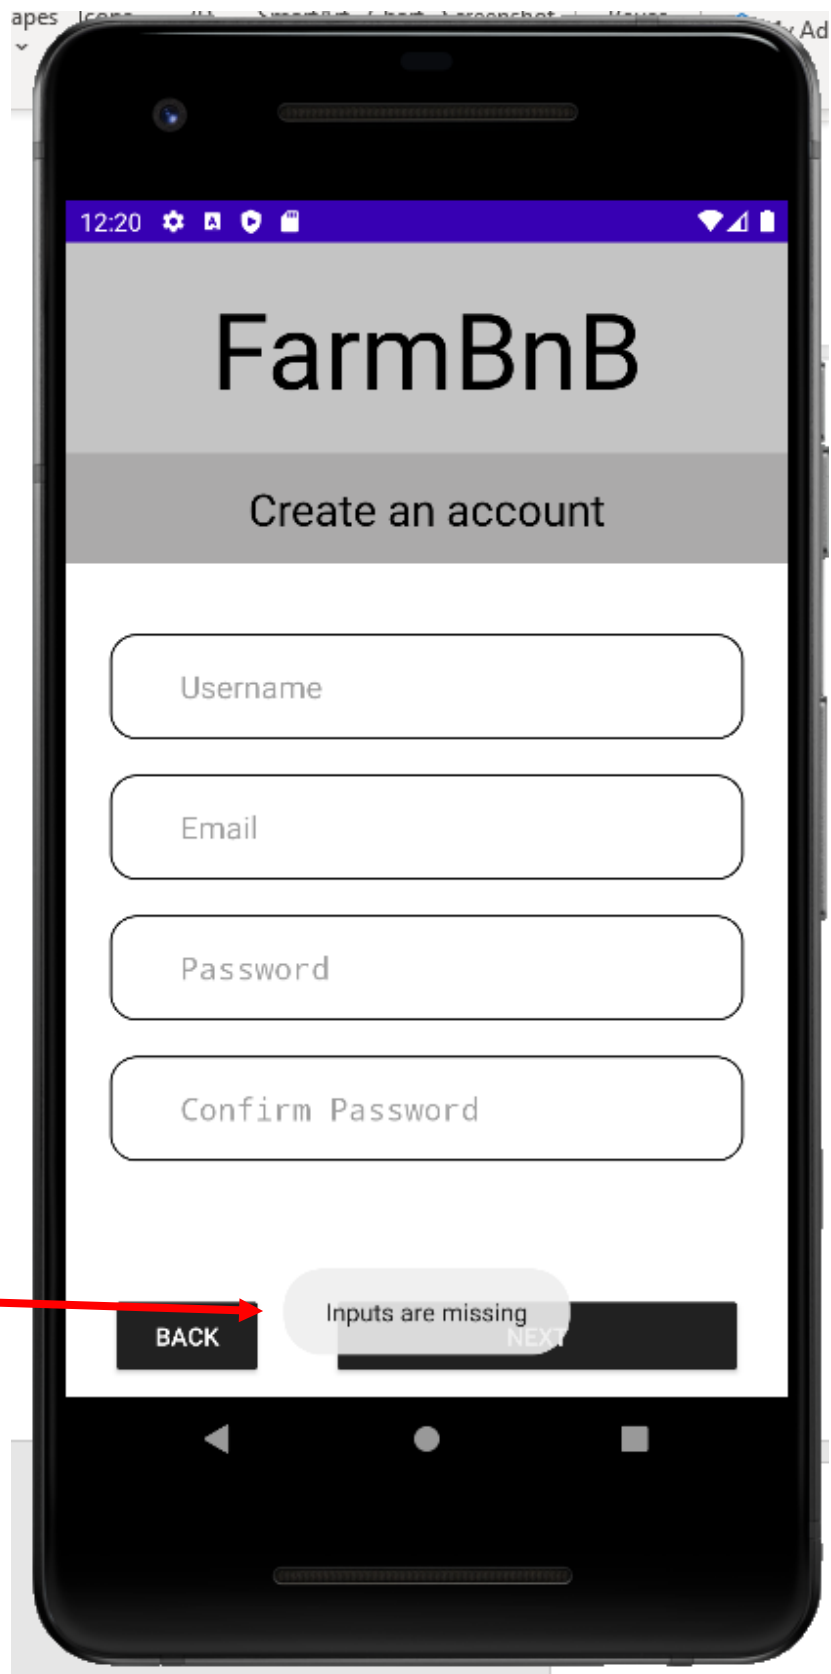 apes
Ad
12:20
FarmBnB
Create an account
Username
Email
Password
Confirm Password
Inputs are missing
BACK
NEXT